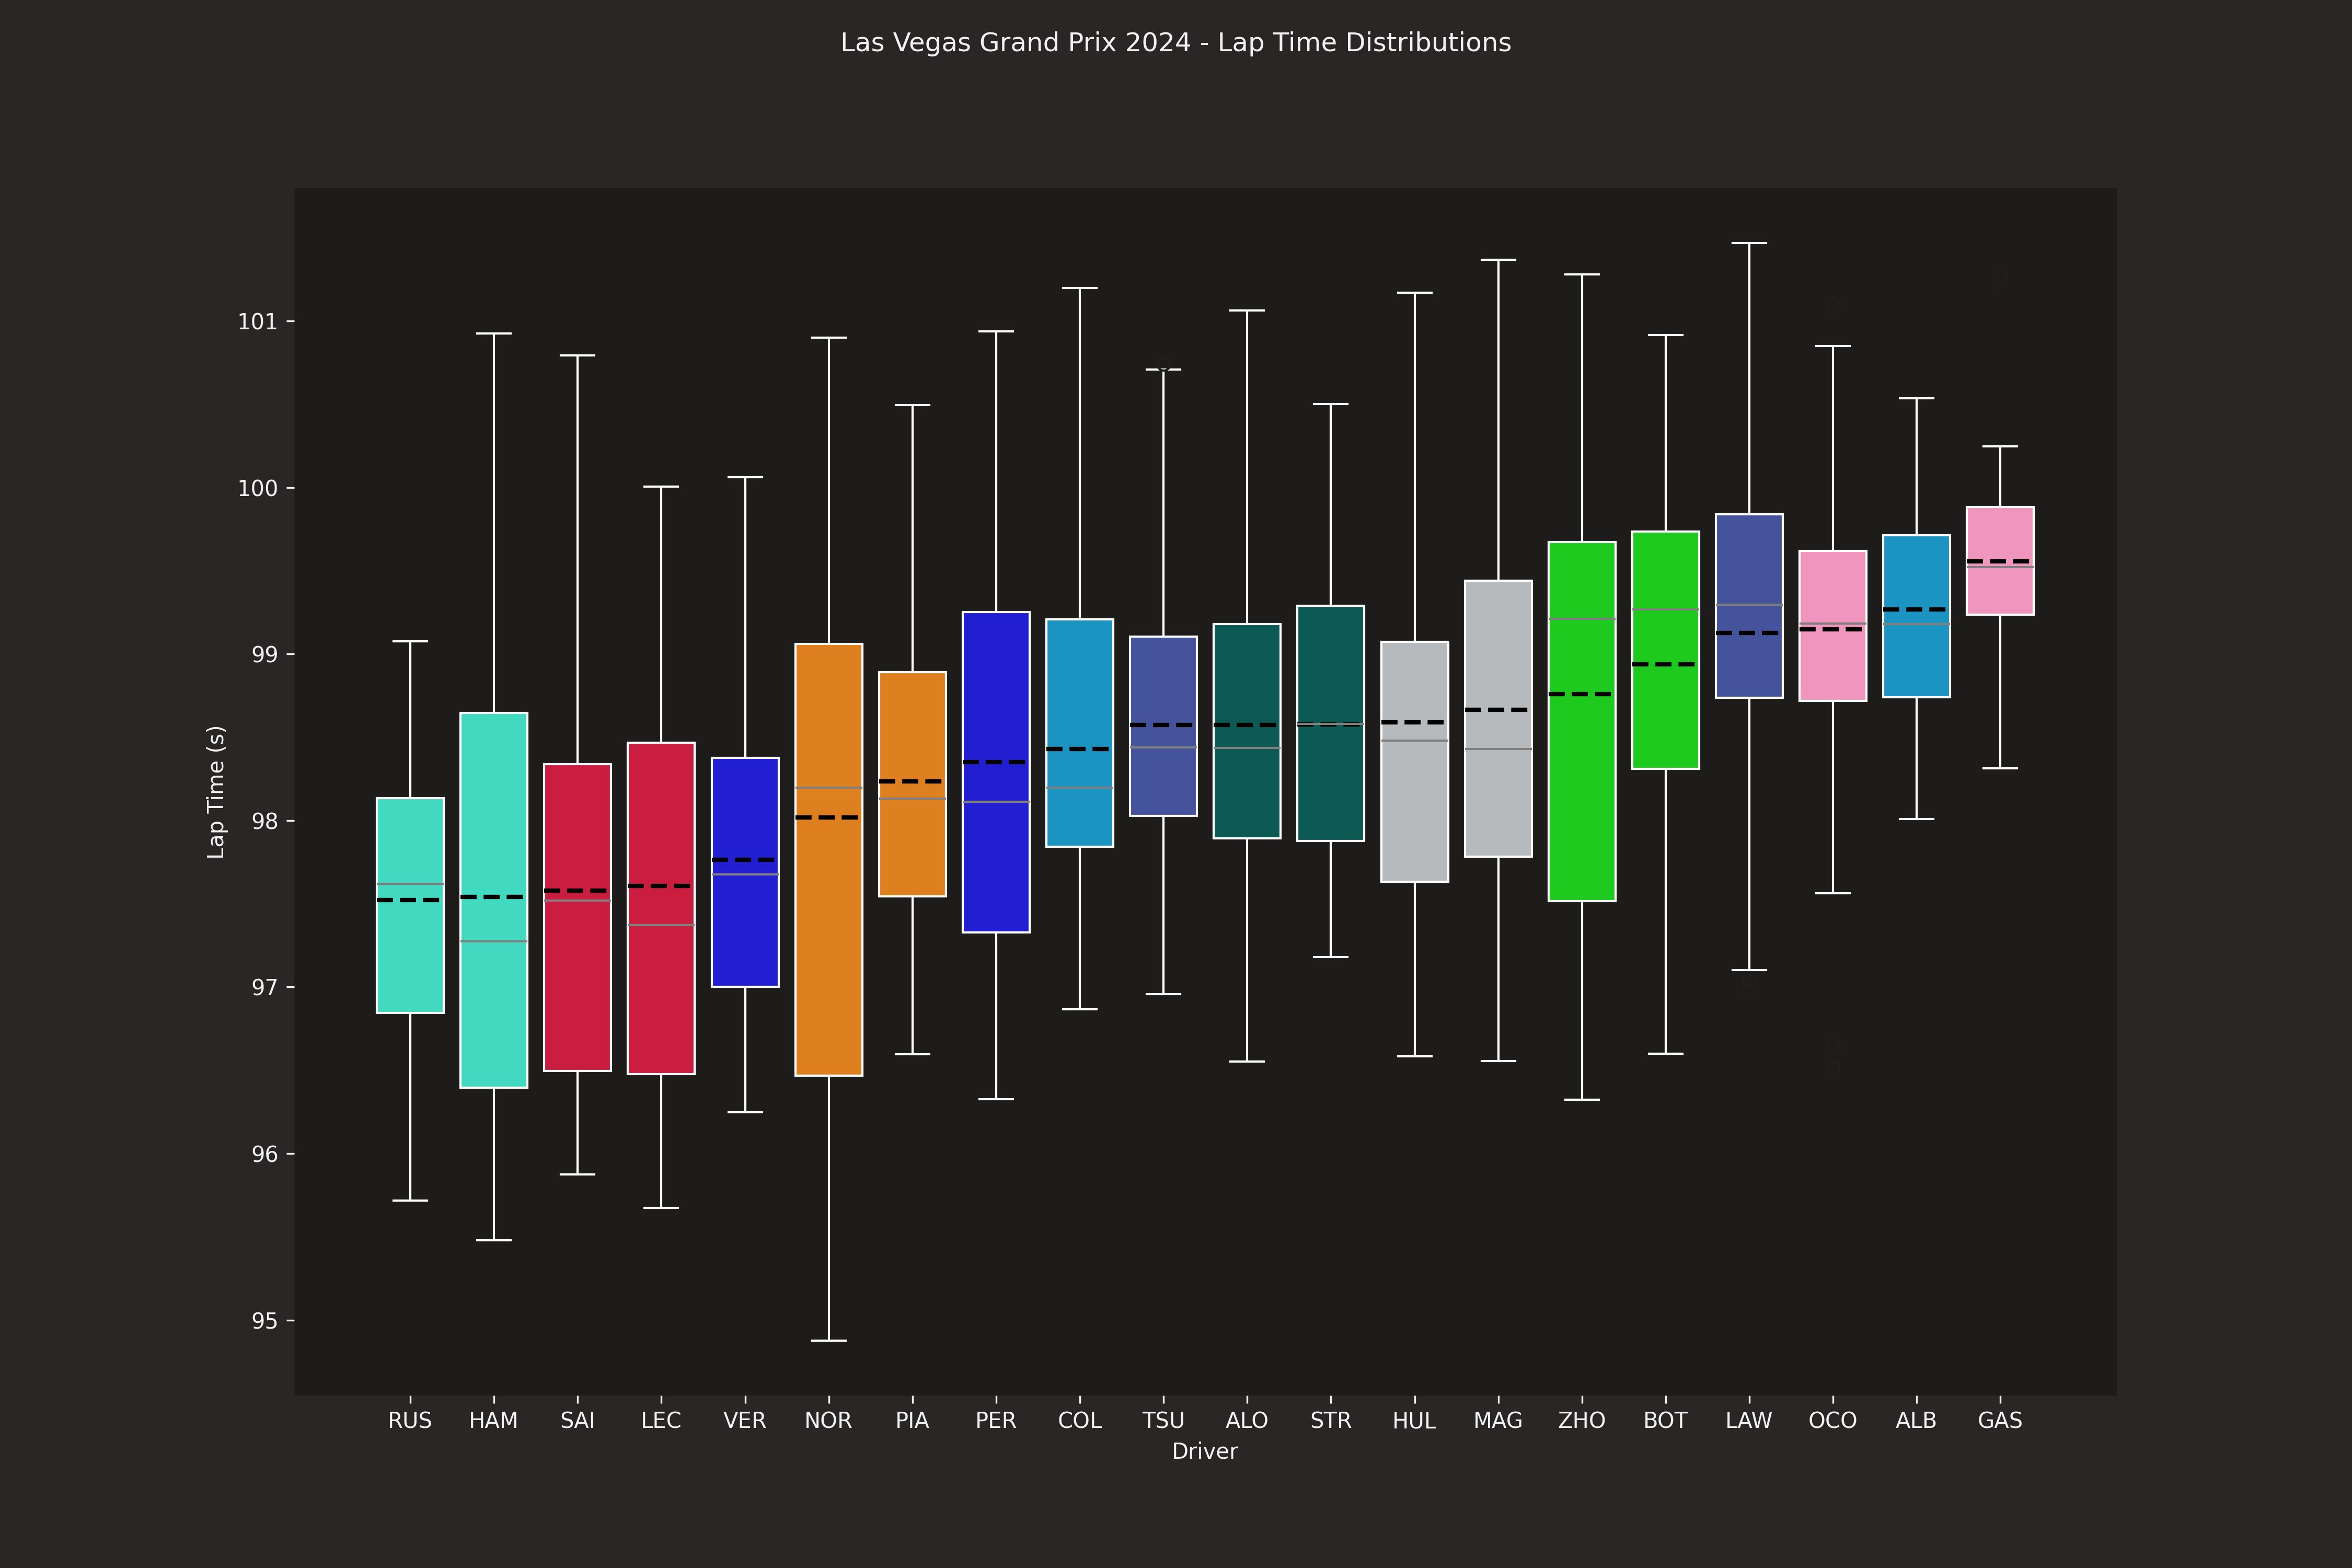 Las Vegas Grand Prix 2024 - Lap Time Distributions
Lap Time (s)
101
100
99
98
97
96
95
RUS HAM SAI LEC VER NOR PIA PER COL TSU ALO STR HUL MAG ZHO BOT LAW OCO ALB GAS
Driver